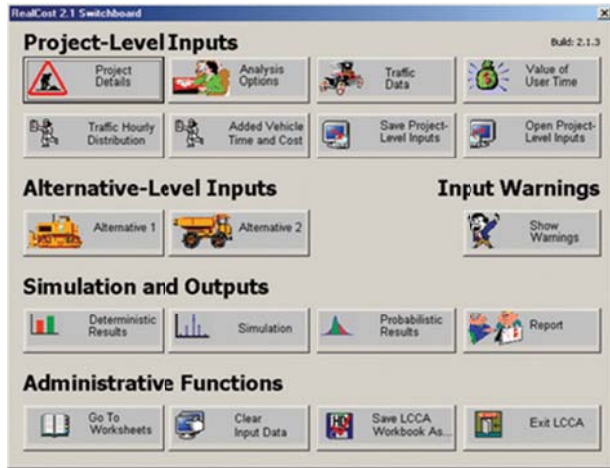 RealCost 2.1 Switchboard
Project-Level Inputs
Build: 2.1.3
Project
Details
Analysis
Options
Traffic
Data
Value of
User Time
Traffic Hourly
Distribution
Added Vehicle
Time and Cost
Save Project-
Level Inputs
Open Project-
Level Inputs
Alternative-Level Inputs
Input Warnings
Alternative 1
Alternative 2
Show
Warnings
Simulation and Outputs
Deterministic
Results
Simulation
Probabilistic
Results
Report
Administrative Functions
Go To
Worksheets
Clear
Input Data
Save LCCA
Workbook As...
Exit LCCA